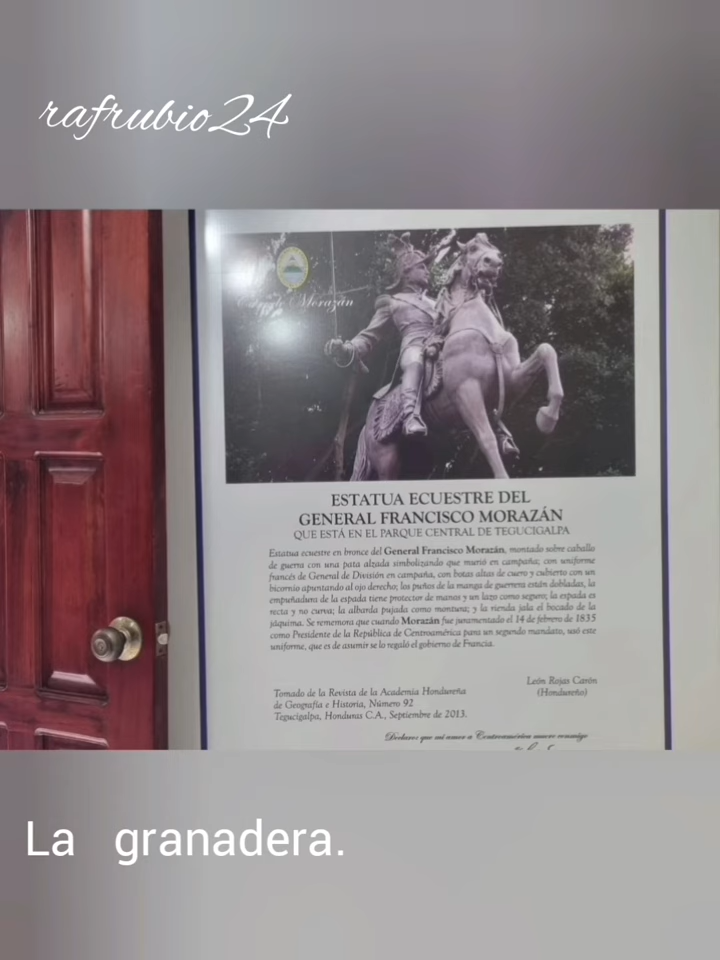 rafrubio24
Morazán
ESTATUA ECUESTRE DEL
GENERAL FRANCISCO MORAZÁN
QUE ESTÁ EN EL PARQUE CENTRAL DE TEGUCIGALPA
Estatua ecuestre en bronce del General Francisco Morazán, montado sobre caballo
de guerra con una pata alzada simbolizando que murió en campaña; con uniforme
francés de General de División en campaña, con botas altas de cuero y cubierto con un
bicornio apuntando al ojo derecho; los puños de la manga de guerrera están dobladas, la
empuñadura de la espada tiene protector de manos y un lazo como seguro; la espada es
recta y no curva; la albarda pujada como montura; y la rienda jala el bocado de la
jáquima. Se rememora que cuando Morazán fue juramentado el 14 de febrero de 1835
como Presidente de la República de Centroamérica para un segundo mandato, usó este
uniforme, que es de asumir se lo regaló el gobierno de Francia.
León Rojas Carón
(Hondureño)
Tomado de la Revista de la Academia Hondureña
de Geografía e Historia, Número 92
Tegucigalpa, Honduras C.A., Septiembre de 2013.
Declaro que mi amor a Centroamérica muere conmigo
La granadera.